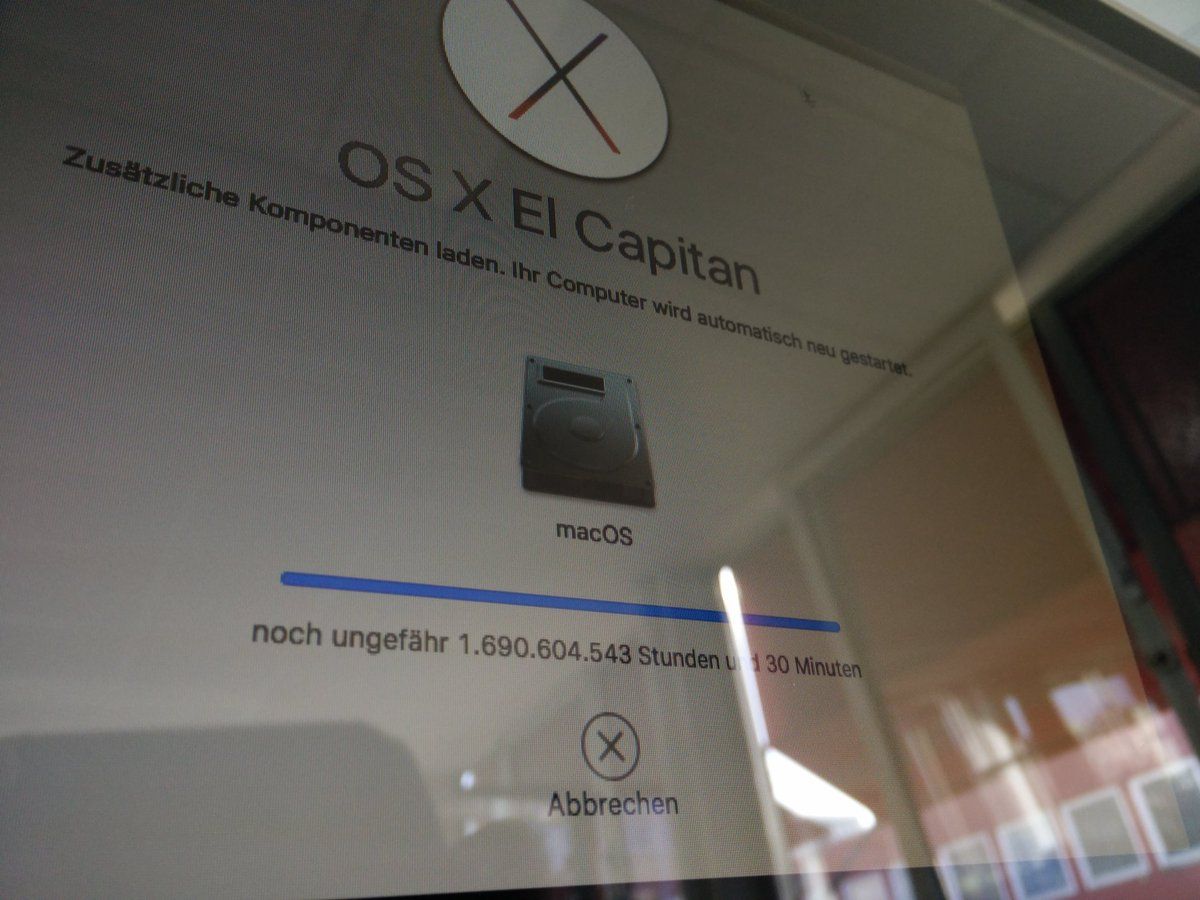 OS X El Capitan
Zusätzliche Komponenten laden. Ihr Computer wird automatisch neu gestartet.
macOS
noch ungefähr 1.690.604.543 Stunden und 30 Minuten
Abbrechen